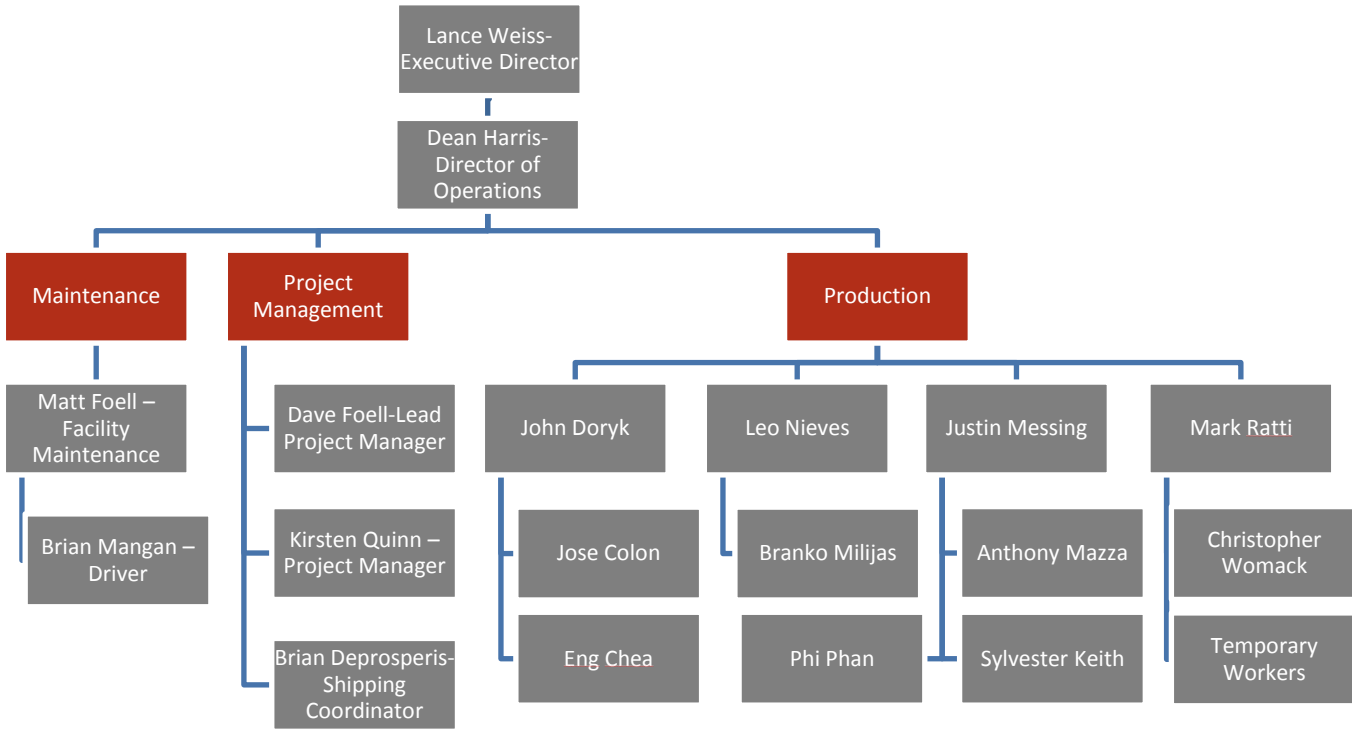 Lance Weiss-
Executive Director
Dean Harris-
Director of
Operations
Maintenance
Project
Management
Production
Matt Foell –
Facility
Maintenance
Dave Foell-Lead
Project Manager
John Doryk
Leo Nieves
Justin Messing
Mark Ratti
Brian Mangan –
Driver
Kirsten Quinn –
Project Manager
Jose Colon
Branko Milijas
Anthony Mazza
Christopher
Womack
Brian Deprosperis-
Shipping
Coordinator
Eng Chea
Phi Phan
Sylvester Keith
Temporary
Workers